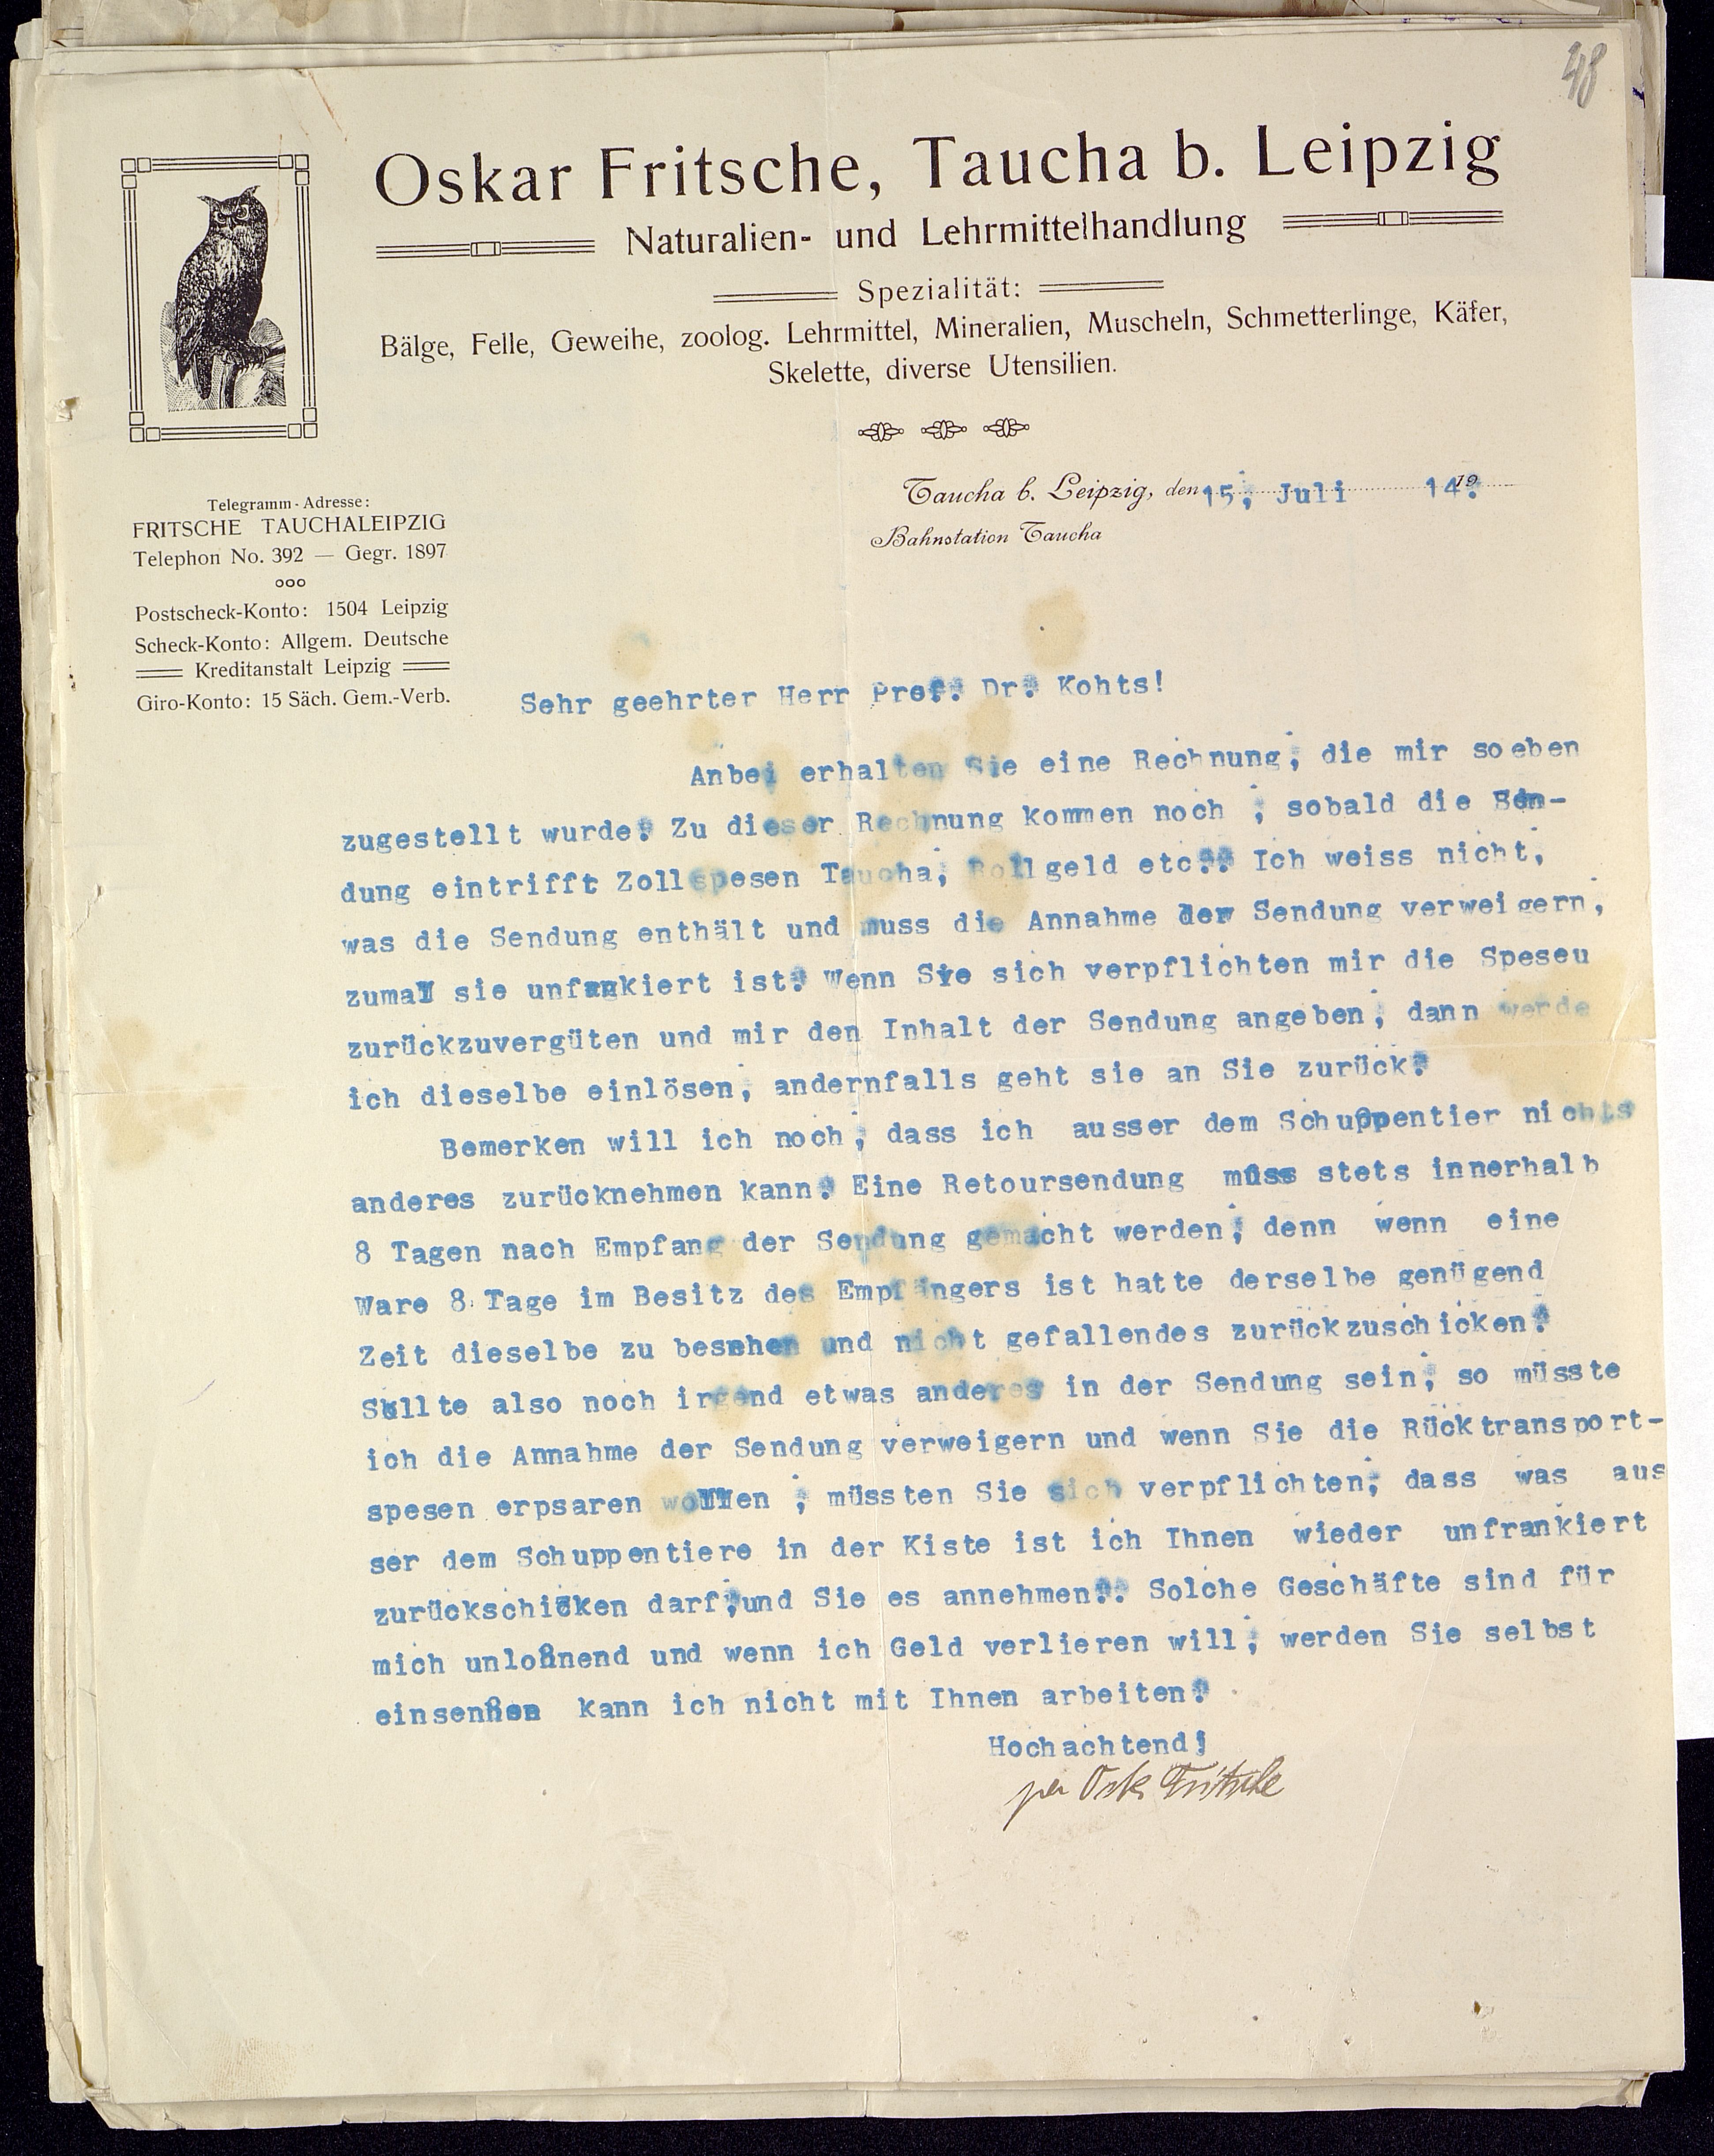 48
Oskar Fritsche, Taucha b. Leipzig
Naturalien- und Lehrmittelhandlung
Spezialität:
Bälge, Felle, Geweihe, zoolog. Lehrmittel, Mineralien, Muscheln, Schmetterlinge, Käfer,
Skelette, diverse Utensilien.
Taucha b. Leipzig, den 15. Juli 1914.
Bahnstation Taucha
Telegramm-Adresse:
FRITSCHE TAUCHALEIPZIG
Telephon No. 392 — Gegr. 1897
ooo
Postscheck-Konto: 1504 Leipzig
Scheck-Konto: Allgem. Deutsche
Kreditanstalt Leipzig
Giro-Konto: 15 Säch. Gem.-Verb.
Sehr geehrter Herr Prof. Dr. Kohts!
Anbei erhalten Sie eine Rechnung, die mir soeben
zugestellt wurde. Zu dieser Rechnung kommen noch , sobald die Sen-
dung eintrifft Zollspesen Taucha, Rollgeld etc.. Ich weiss nicht,
was die Sendung enthält und muss die Annahme der Sendung verweigern,
zumal sie unfrankiert ist. Wenn Sie sich verpflichten mir die Speseu
zurückzuvergüten und mir den Inhalt der Sendung angeben, dann werde
ich dieselbe einlösen, andernfalls geht sie an Sie zurück.
Bemerken will ich noch, dass ich ausser dem Schuppentier nichts
anderes zurücknehmen kann. Eine Retoursendung muss stets innerhalb
8 Tagen nach Empfang der Sendung gemacht werden, denn wenn eine
Ware 8 Tage im Besitz des Empfängers ist hatte derselbe genügend
Zeit dieselbe zu besehen und nicht gefallendes zurückzuschicken.
Sollte also noch irgend etwas anderes in der Sendung sein, so müsste
ich die Annahme der Sendung verweigern und wenn Sie die Rücktransport-
spesen erpsaren wollen , müssten Sie sich verpflichten, dass was aus
ser dem Schuppentiere in der Kiste ist ich Ihnen wieder unfrankiert
zurückschicken darf, und Sie es annehmen.. Solche Geschäfte sind für
mich unlohnend und wenn ich Geld verlieren will, werden Sie selbst
einsenhen kann ich nicht mit Ihnen arbeiten.
Hochachtend;
per Osk. Fritsche